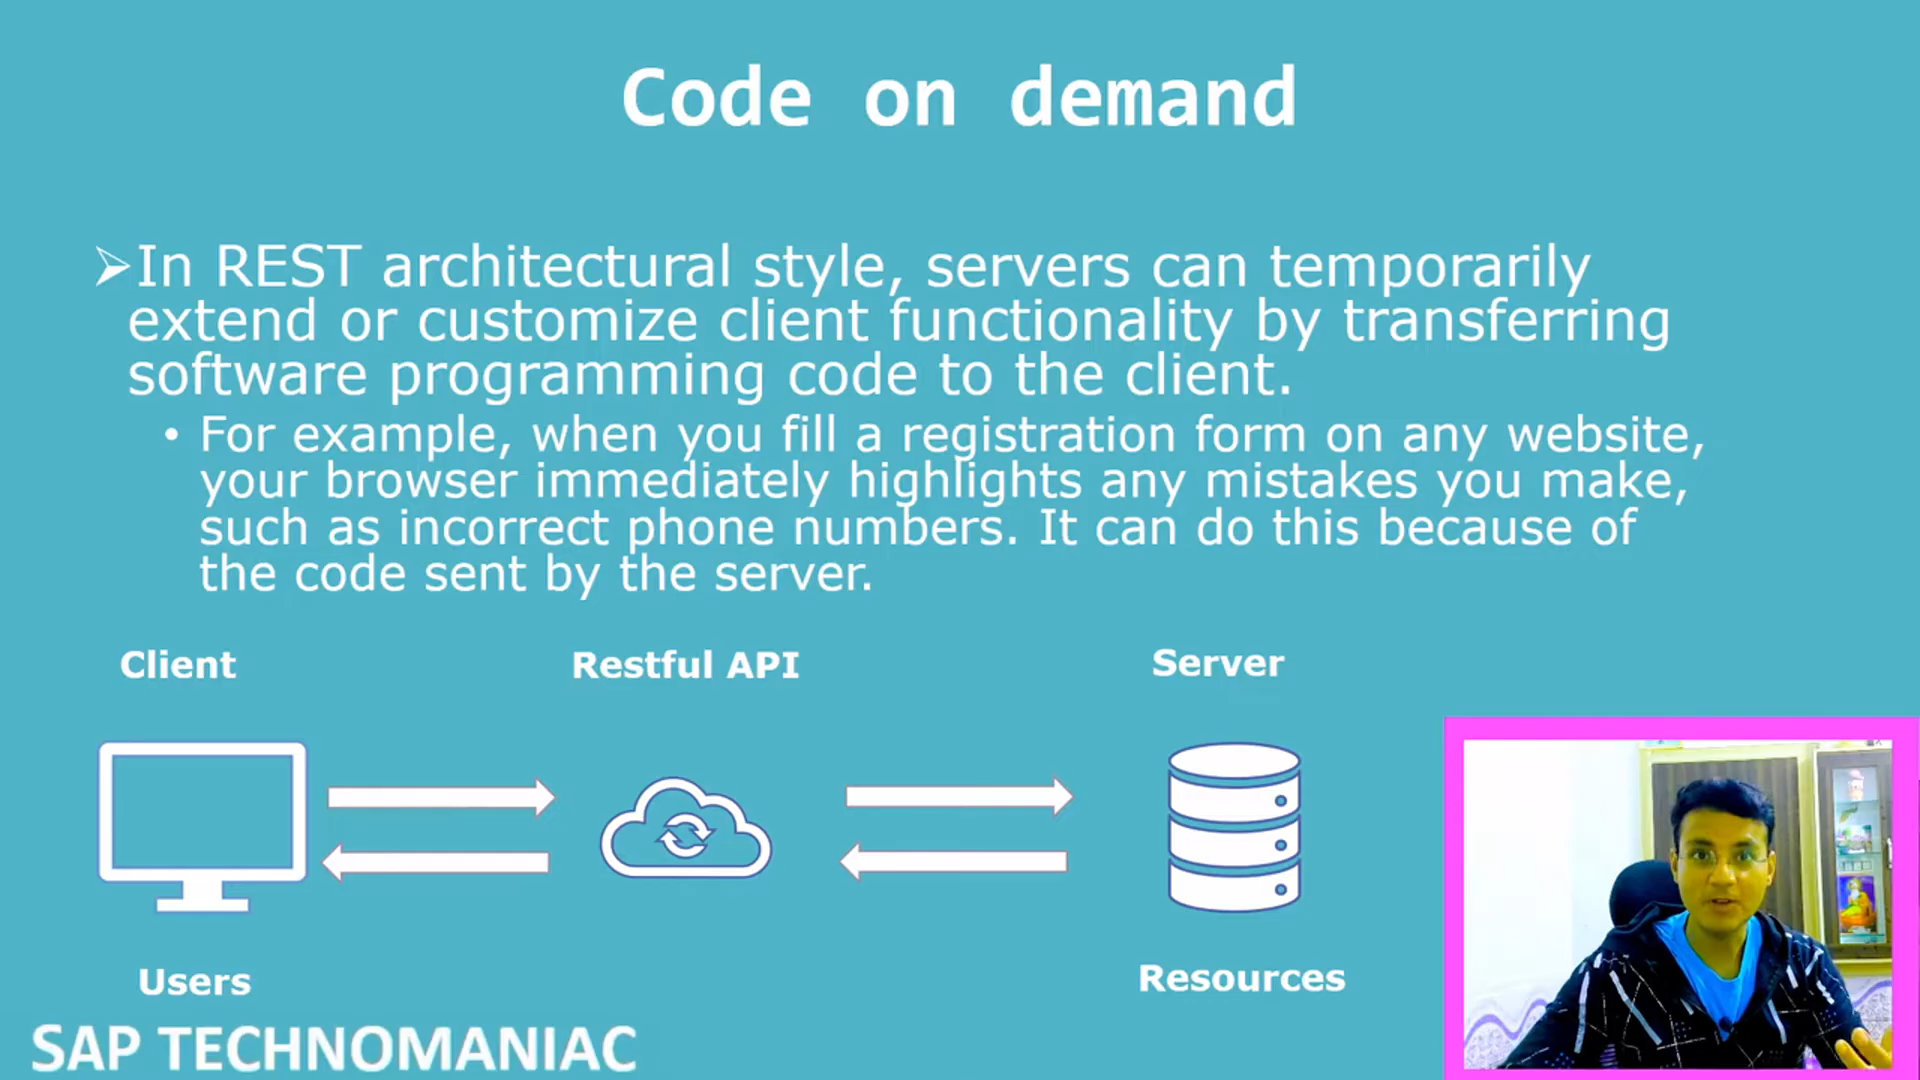 Code on demand
➢In REST architectural style, servers can temporarily
extend or customize client functionality by transferring
software programming code to the client.
• For example, when you fill a registration form on any website,
your browser immediately highlights any mistakes you make,
such as incorrect phone numbers. It can do this because of
the code sent by the server.
Client Restful API Server
Users Resources
SAP TECHNOMANIAC